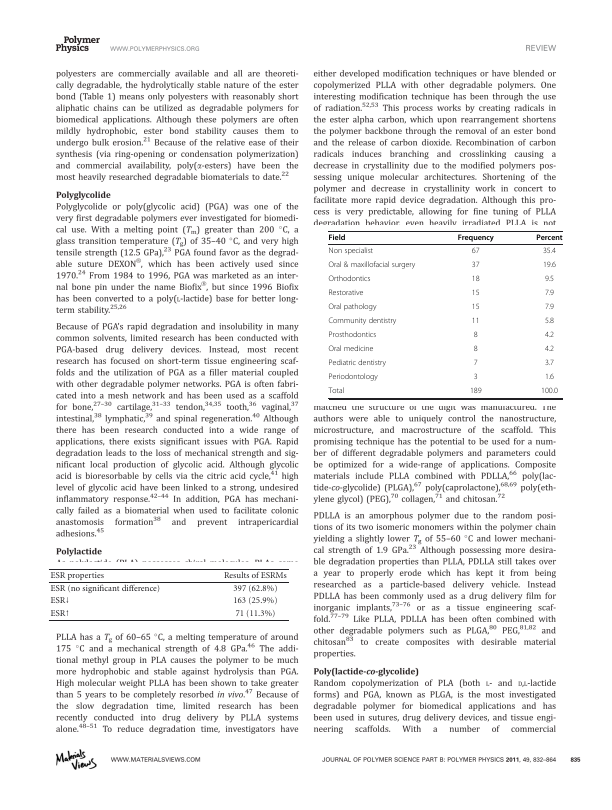 Polymer
Physics
WWW.POLYMERPHYSICS.ORG
REVIEW
polyesters are commercially available and all are theoreti-
cally degradable, the hydrolytically stable nature of the ester
bond (Table 1) means only polyesters with reasonably short
aliphatic chains can be utilized as degradable polymers for
biomedical applications. Although these polymers are often
mildly hydrophobic, ester bond stability causes them to
undergo bulk erosion.21 Because of the relative ease of their
synthesis (via ring-opening or condensation polymerization)
and commercial availability, poly(α-esters) have been the
most heavily researched degradable biomaterials to date.22
Polyglycolide
Polyglycolide or poly(glycolic acid) (PGA) was one of the
very first degradable polymers ever investigated for biomedi-
cal use. With a melting point (Tm) greater than 200 °C, a
glass transition temperature (Tg) of 35–40 °C, and very high
tensile strength (12.5 GPa),23 PGA found favor as the degrad-
able suture DEXON®, which has been actively used since
1970.24 From 1984 to 1996, PGA was marketed as an inter-
nal bone pin under the name Biofix®, but since 1996 Biofix
has been converted to a poly(L-lactide) base for better long-
term stability.25,26
Because of PGA's rapid degradation and insolubility in many
common solvents, limited research has been conducted with
PGA-based drug delivery devices. Instead, most recent
research has focused on short-term tissue engineering scaf-
folds and the utilization of PGA as a filler material coupled
with other degradable polymer networks. PGA is often fabri-
cated into a mesh network and has been used as a scaffold
for bone,27–30 cartilage,31–33 tendon,34,35 tooth,36 vaginal,37
intestinal,38 lymphatic,39 and spinal regeneration.40 Although
there has been research conducted into a wide range of
applications, there exists significant issues with PGA. Rapid
degradation leads to the loss of mechanical strength and sig-
nificant local production of glycolic acid. Although glycolic
acid is bioresorbable by cells via the citric acid cycle,41 high
level of glycolic acid have been linked to a strong, undesired
inflammatory response.42–44 In addition, PGA has mechani-
cally failed as a biomaterial when used to facilitate colonic
anastomosis formation38 and prevent intrapericardial
adhesions.45
Polylactide
ESR properties Results of ESRMs
ESR (no significant difference) 397 (62.8%)
ESR↓ 163 (25.9%)
ESR↑ 71 (11.3%)
PLLA has a Tg of 60–65 °C, a melting temperature of around
175 °C and a mechanical strength of 4.8 GPa.46 The addi-
tional methyl group in PLA causes the polymer to be much
more hydrophobic and stable against hydrolysis than PGA.
High molecular weight PLLA has been shown to take greater
than 5 years to be completely resorbed in vivo.47 Because of
the slow degradation time, limited research has been
recently conducted into drug delivery by PLLA systems
alone.48–51 To reduce degradation time, investigators have
either developed modification techniques or have blended or
copolymerized PLLA with other degradable polymers. One
interesting modification technique has been through the use
of radiation.52,53 This process works by creating radicals in
the ester alpha carbon, which upon rearrangement shortens
the polymer backbone through the removal of an ester bond
and the release of carbon dioxide. Recombination of carbon
radicals induces branching and crosslinking causing a
decrease in crystallinity due to the modified polymers pos-
sessing unique molecular architectures. Shortening of the
polymer and decrease in crystallinity work in concert to
facilitate more rapid device degradation. Although this pro-
cess is very predictable, allowing for fine tuning of PLLA
degradation behavior, even heavily irradiated PLLA is not
Field Frequency Percent
Non specialist 67 35.4
Oral & maxillofacial surgery 37 19.6
Orthodontics 18 9.5
Restorative 15 7.9
Oral pathology 15 7.9
Community dentistry 11 5.8
Prosthodontics 8 4.2
Oral medicine 8 4.2
Pediatric dentistry 7 3.7
Periodontology 3 1.6
Total 189 100.0
matched the structure of the digit was manufactured. The
authors were able to uniquely control the nanostructure,
microstructure, and macrostructure of the scaffold. This
promising technique has the potential to be used for a num-
ber of different degradable polymers and parameters could
be optimized for a wide-range of applications. Composite
materials include PLLA combined with PDLLA,66 poly(lac-
tide-co-glycolide) (PLGA),67 poly(caprolactone),68,69 poly(eth-
ylene glycol) (PEG),70 collagen,71 and chitosan.72
PDLLA is an amorphous polymer due to the random posi-
tions of its two isomeric monomers within the polymer chain
yielding a slightly lower Tg of 55–60 °C and lower mechani-
cal strength of 1.9 GPa.23 Although possessing more desira-
ble degradation properties than PLLA, PDLLA still takes over
a year to properly erode which has kept it from being
researched as a particle-based delivery vehicle. Instead
PDLLA has been commonly used as a drug delivery film for
inorganic implants,73–76 or as a tissue engineering scaf-
fold.77–79 Like PLLA, PDLLA has been often combined with
other degradable polymers such as PLGA,80 PEG,81,82 and
chitosan83 to create composites with desirable material
properties.
Poly(lactide-co-glycolide)
Random copolymerization of PLA (both L- and D,L-lactide
forms) and PGA, known as PLGA, is the most investigated
degradable polymer for biomedical applications and has
been used in sutures, drug delivery devices, and tissue engi-
neering scaffolds. With a number of commercial
Materials
Views
WWW.MATERIALSVIEWS.COM
JOURNAL OF POLYMER SCIENCE PART B: POLYMER PHYSICS 2011, 49, 832–864 835